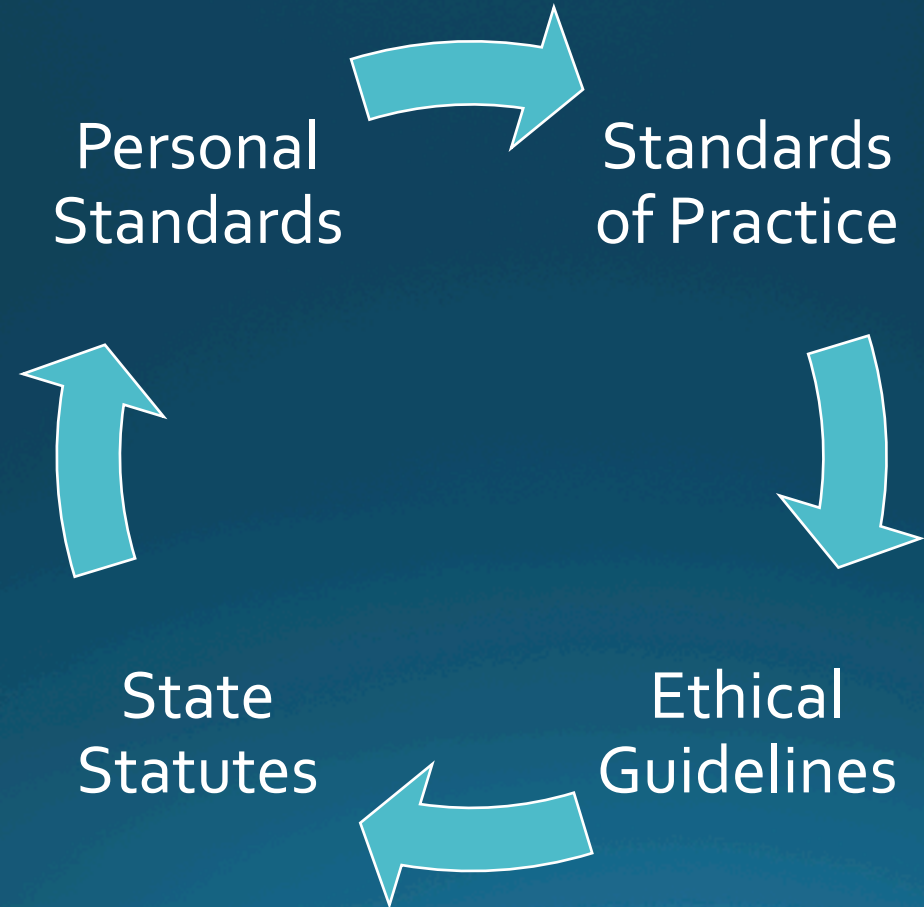 Personal
Standards
Standards
of Practice
Ethical
Guidelines
State
Statutes